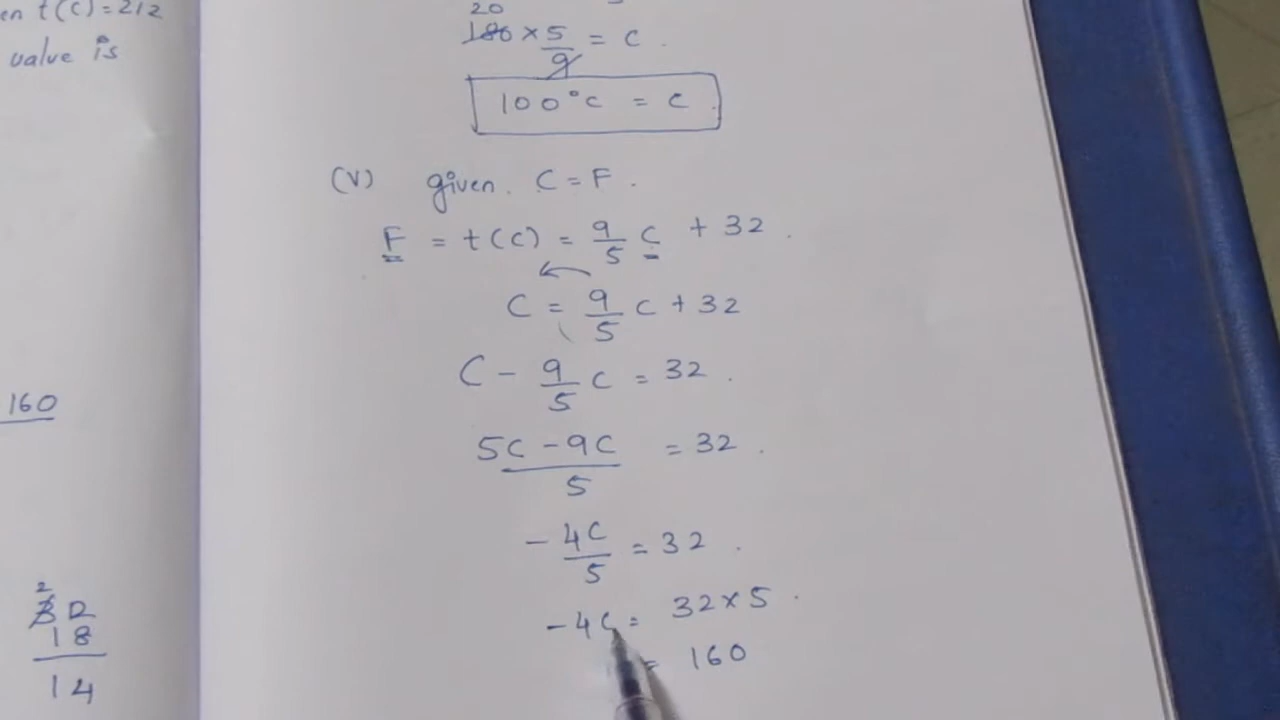 en t(C)=212
value is
160
2
32
18
14
20
180 × 5/9 = C .
100°C = C .
(V) given. C = F .
F = t(C) = 9/5 C + 32 .
C = 9/5 C + 32
C - 9/5 C = 32 .
5C - 9C / 5 = 32 .
- 4C/5 = 32 .
-4C = 32 × 5 .
= 160